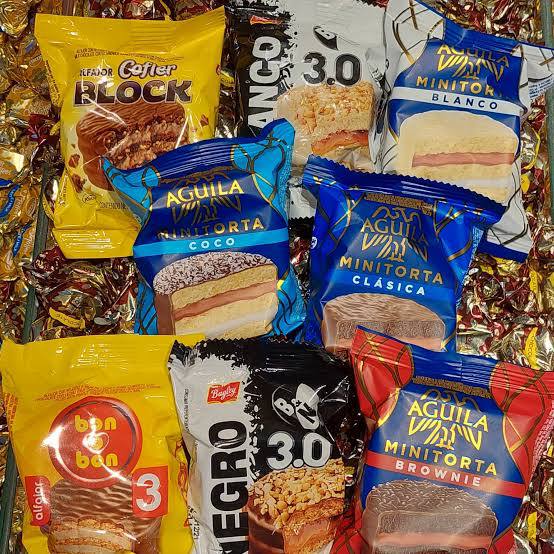 ALFAJOR Cofler
BLOCK
BLANCO
3.0
AGUILA
MINITORTA
BLANCO
AGUILA
MINITORTA
COCO
AGUILA
MINITORTA
CLÁSICA
bon
o
bon
alfajor
3
Bagley
NEGRO
3.0
AGUILA
MINITORTA
BROWNIE